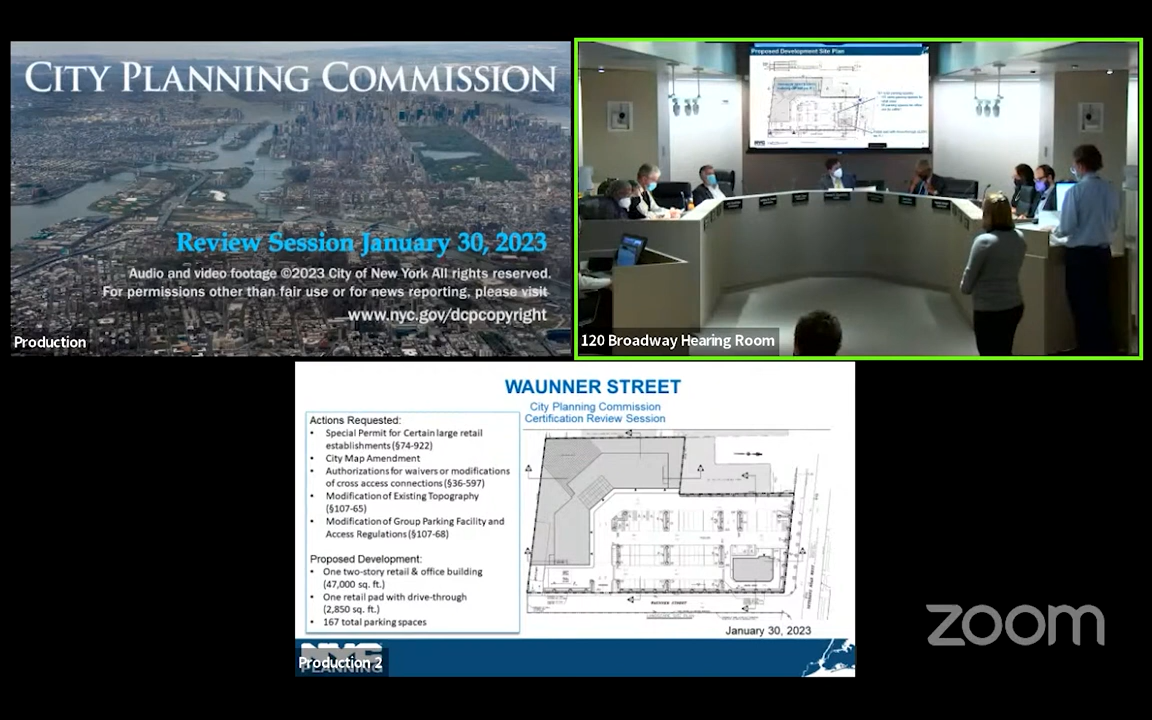 CITY PLANNING COMMISSION
Review Session January 30, 2023
Audio and video footage ©2023 City of New York All rights reserved.
For permissions other than fair use or for news reporting, please visit
www.nyc.gov/dcpcopyright
Production
Proposed Development Site Plan
120 Broadway Hearing Room
WAUNNER STREET
City Planning Commission
Certification Review Session
Actions Requested:
• Special Permit for Certain large retail
establishments (§74-922)
• City Map Amendment
• Authorizations for waivers or modifications
of cross access connections (§36-597)
• Modification of Existing Topography
(§107-65)
• Modification of Group Parking Facility and
Access Regulations (§107-68)
Proposed Development:
• One two-story retail & office building
(47,000 sq. ft.)
• One retail pad with drive-through
(2,850 sq. ft.)
• 167 total parking spaces
WAUNNER STREET
January 30, 2023
NYC
PLANNING
Production 2
zoom